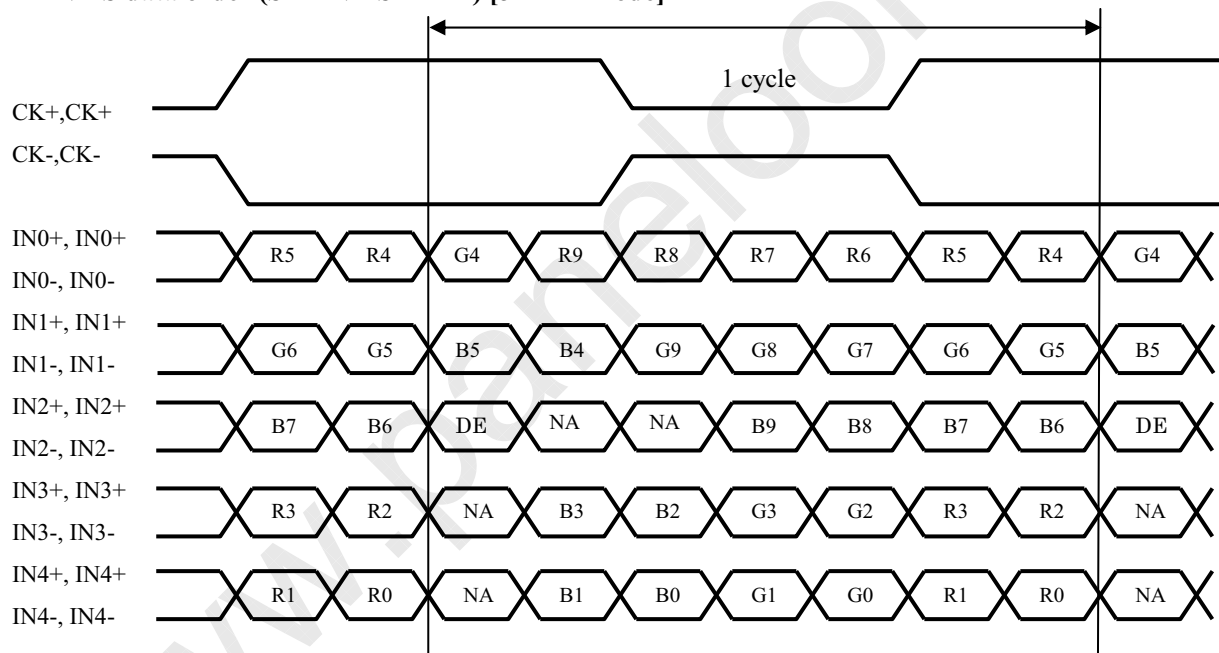 1 cycle
CK+,CK+
CK-,CK-
IN0+, IN0+
R5 R4 G4 R9 R8 R7 R6 R5 R4 G4
IN0-, IN0-
IN1+, IN1+
G6 G5 B5 B4 G9 G8 G7 G6 G5 B5
IN1-, IN1-
IN2+, IN2+
B7 B6 DE NA NA B9 B8 B7 B6 DE
IN2-, IN2-
IN3+, IN3+
R3 R2 NA B3 B2 G3 G2 R3 R2 NA
IN3-, IN3-
IN4+, IN4+
R1 R0 NA B1 B0 G1 G0 R1 R0 NA
IN4-, IN4-